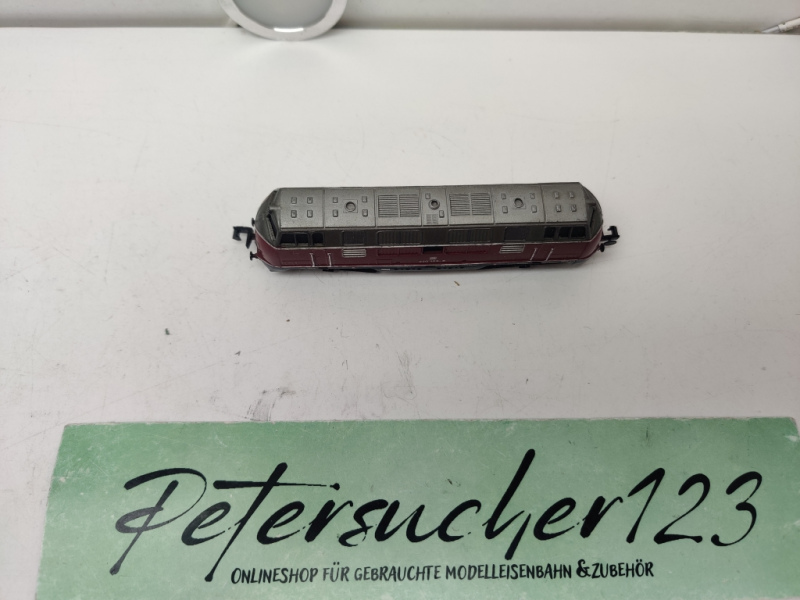 Petersucher123
ONLINESHOP FÜR GEBRAUCHTE MODELLEISENBAHN & ZUBEHÖR